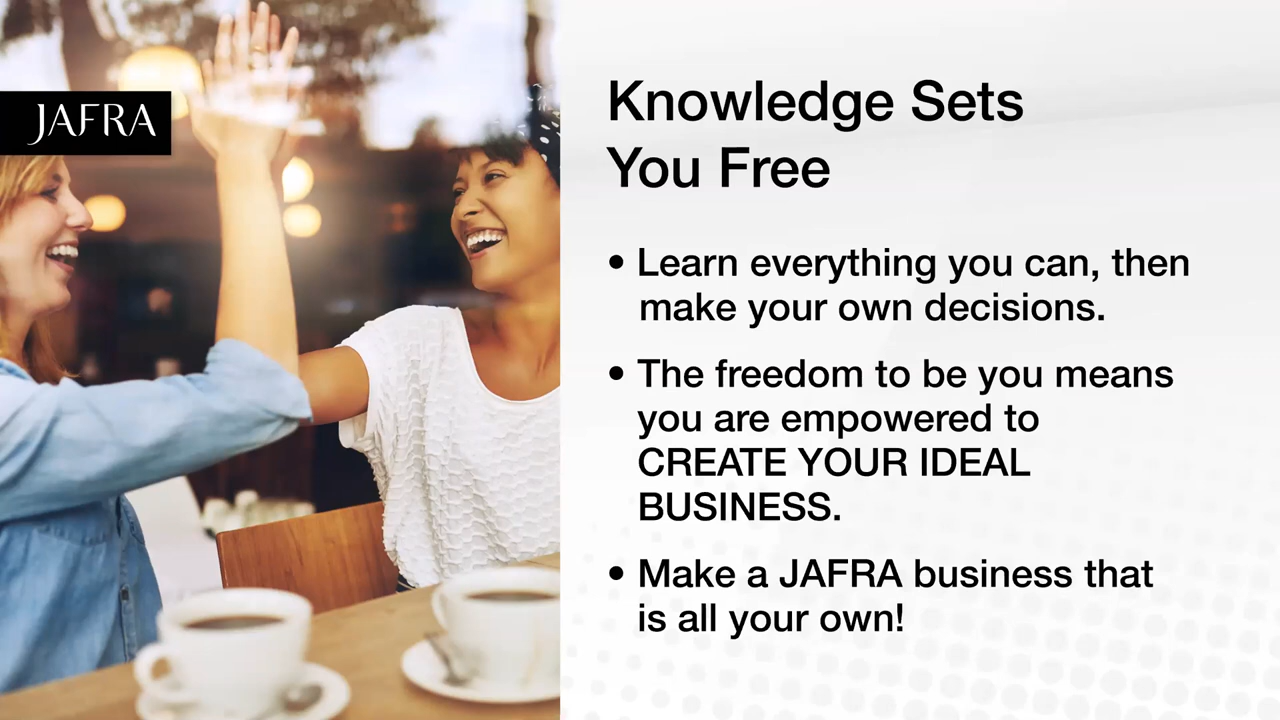 JAFRA
Knowledge Sets
You Free
• Learn everything you can, then
make your own decisions.
• The freedom to be you means
you are empowered to
CREATE YOUR IDEAL
BUSINESS.
• Make a JAFRA business that
is all your own!